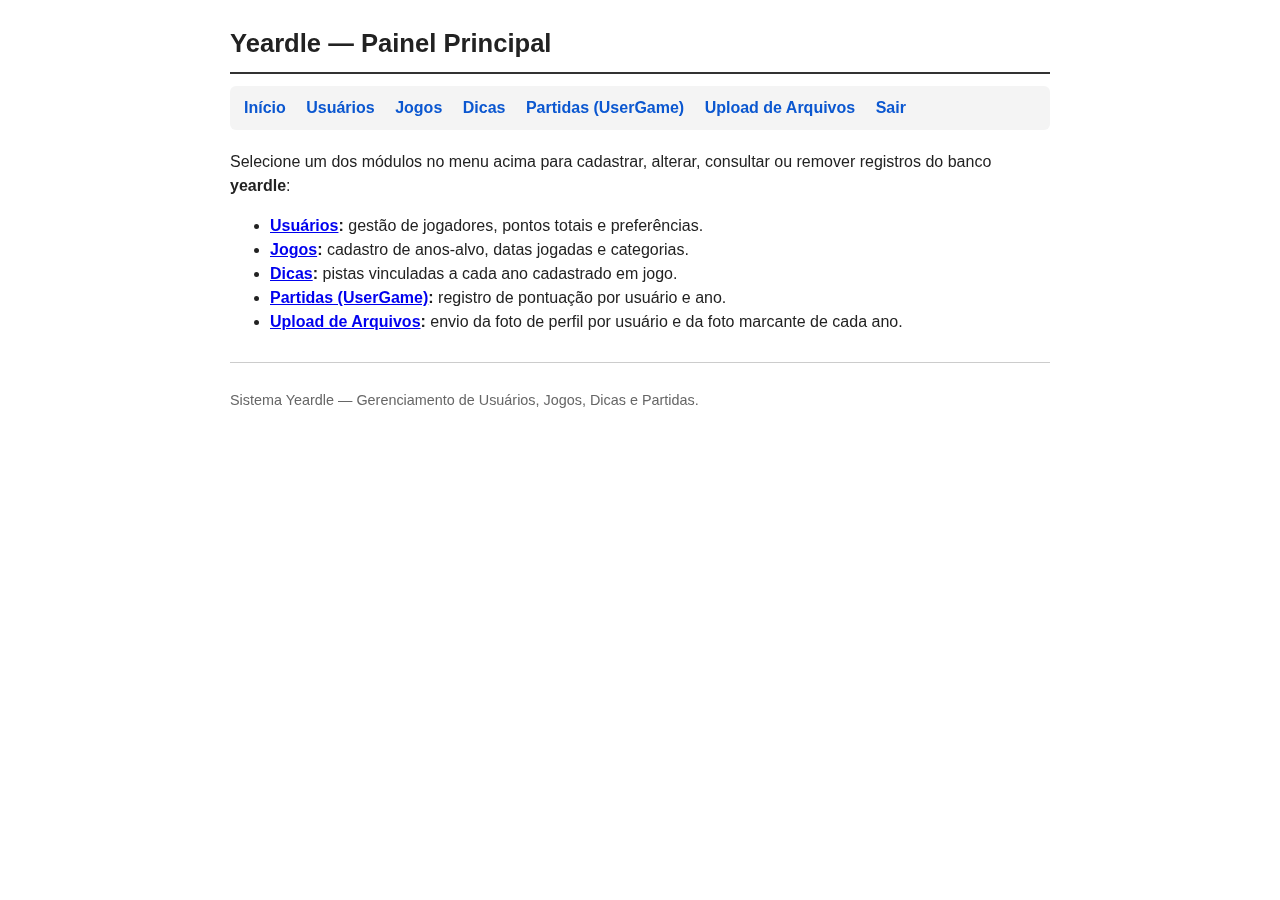 Yeardle — Painel Principal
Início Usuários Jogos Dicas Partidas (UserGame) Upload de Arquivos Sair
Selecione um dos módulos no menu acima para cadastrar, alterar, consultar ou remover registros do banco
yeardle:
• Usuários: gestão de jogadores, pontos totais e preferências.
• Jogos: cadastro de anos-alvo, datas jogadas e categorias.
• Dicas: pistas vinculadas a cada ano cadastrado em jogo.
• Partidas (UserGame): registro de pontuação por usuário e ano.
• Upload de Arquivos: envio da foto de perfil por usuário e da foto marcante de cada ano.
Sistema Yeardle — Gerenciamento de Usuários, Jogos, Dicas e Partidas.